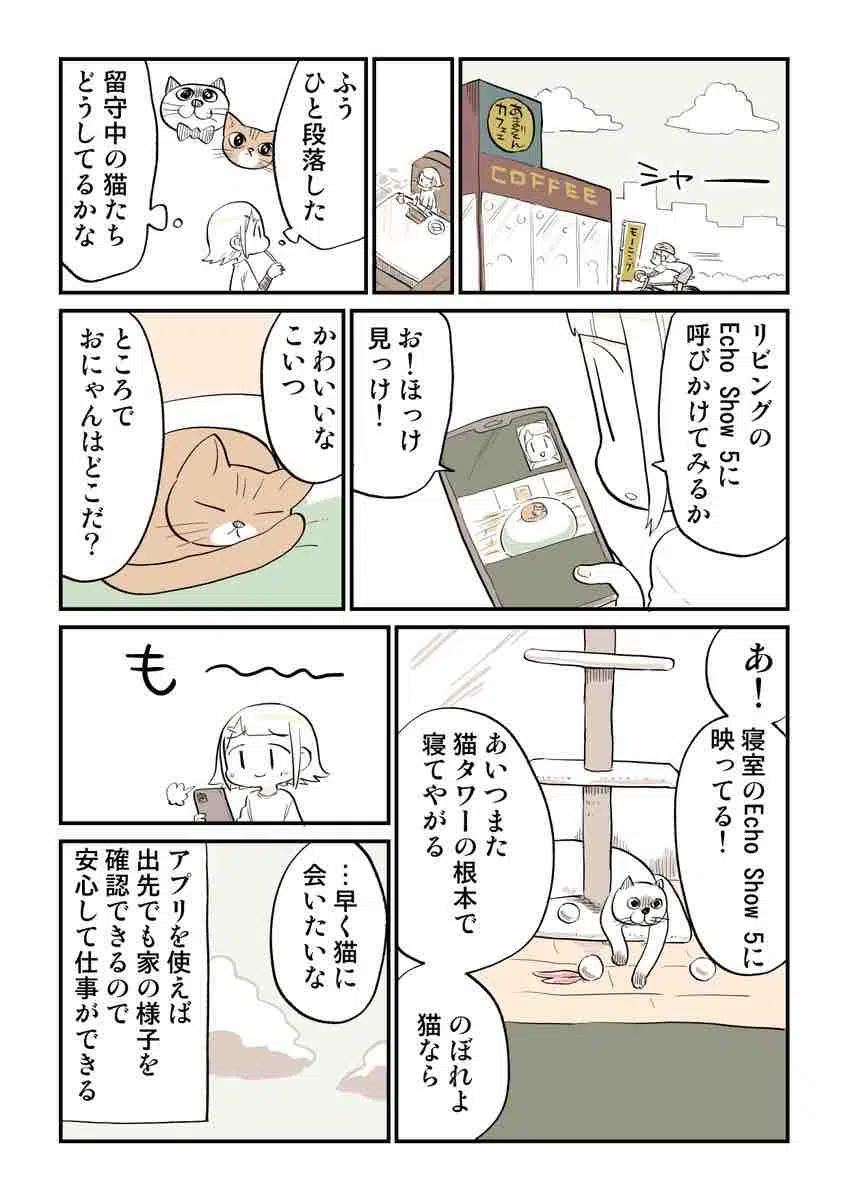 あまぞん
カフェ
COFFEE
モーニング
シャー
ふう
ひと段落した
留守中の猫たち
どうしてるかな
リビングの
Echo Show 5に
呼びかけてみるか
お！ほっけ
見っけ！
かわいいな
こいつ
ところで
おにゃんはどこだ？
あ！
寝室のEcho Show 5に
映ってる！
あいつまた
猫タワーの根本で
寝てやがる
のぼれよ
猫なら
も〜〜
…早く猫に
会いたいな
アプリを使えば
出先でも家の様子を
確認できるので
安心して仕事ができる